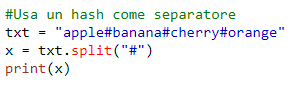 #Usa un hash come separatore
txt = "apple#banana#cherry#orange"
x = txt.split("#")
print(x)